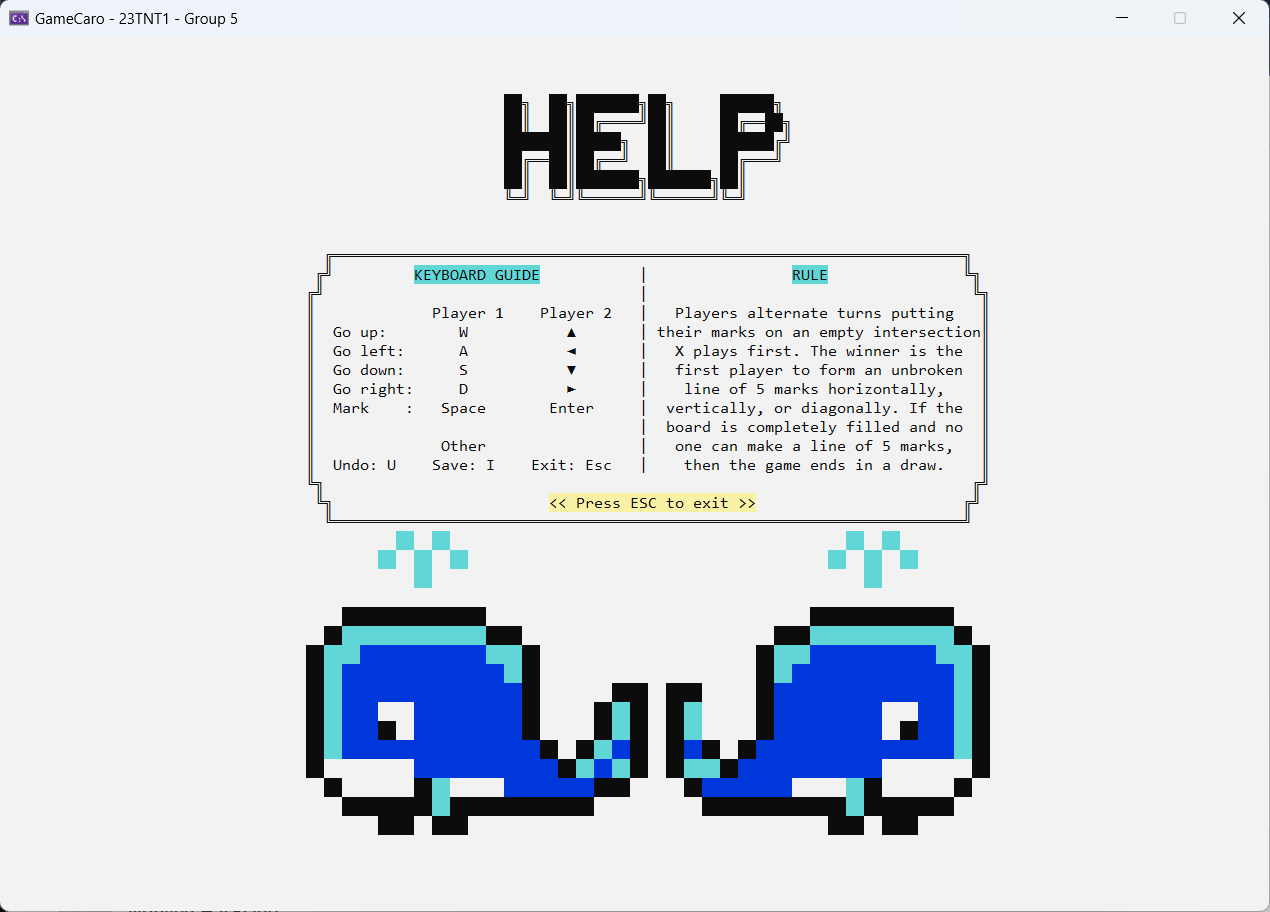 GameCaro - 23TNT1 - Group 5
HELP
KEYBOARD GUIDE
Player 1 Player 2
Go up: W ▲
Go left: A ◄
Go down: S ▼
Go right: D ►
Mark : Space Enter
Other
Undo: U Save: I Exit: Esc
RULE
Players alternate turns putting
their marks on an empty intersection
X plays first. The winner is the
first player to form an unbroken
line of 5 marks horizontally,
vertically, or diagonally. If the
board is completely filled and no
one can make a line of 5 marks,
then the game ends in a draw.
<< Press ESC to exit >>